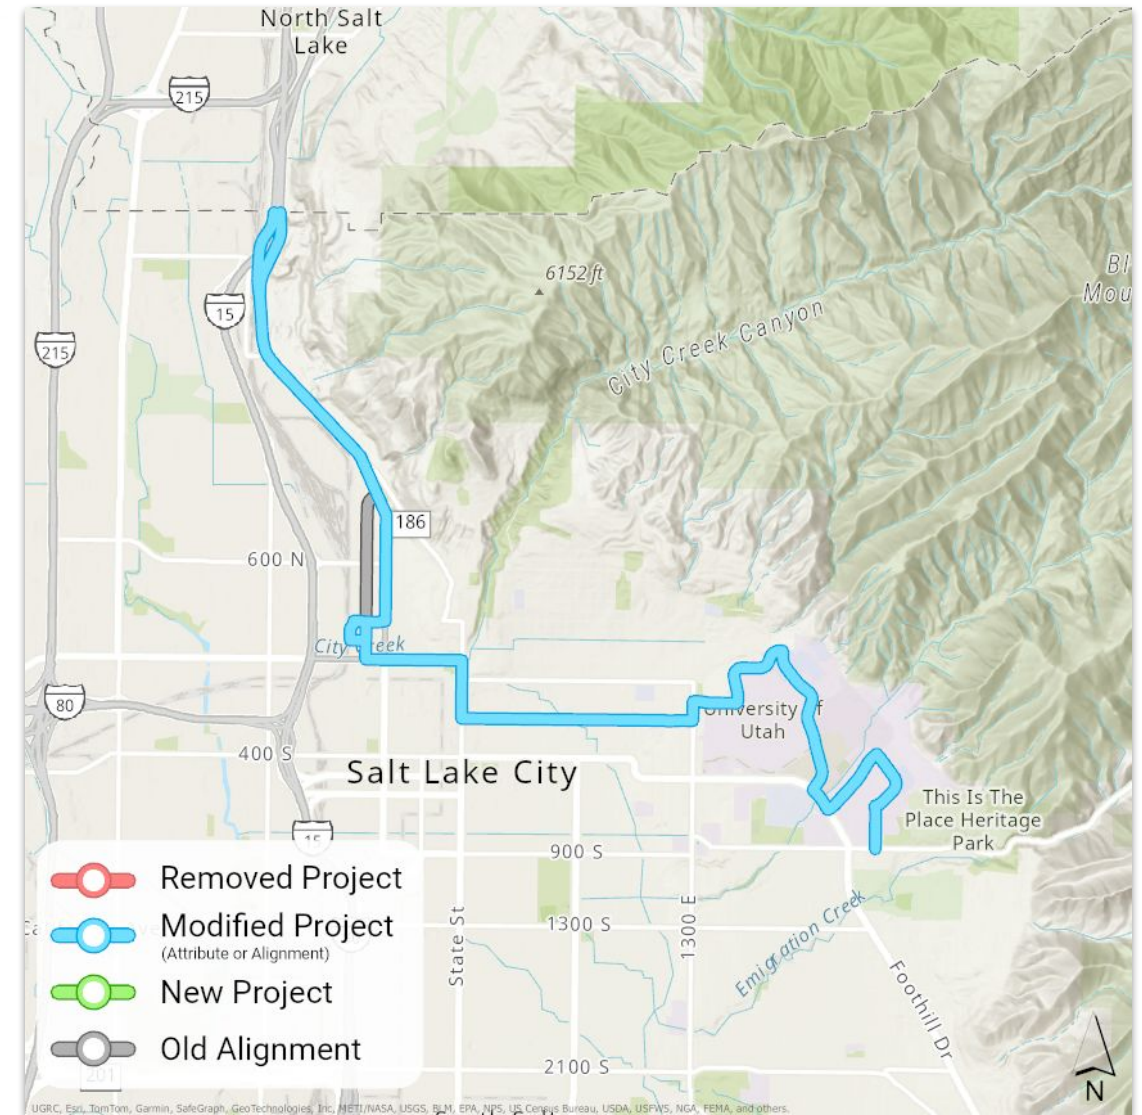 North Salt
Lake
215
6152 ft
15
215
City Creek Canyon
186
600 N
City Creek
80
University of
Utah
400 S
Salt Lake City
This Is The
Place Heritage
Park
15
900 S
Removed Project
Modified Project
(Attribute or Alignment)
New Project
Old Alignment
State St
1300 S
1300 E
Emigration Creek
Foothill Dr
2100 S
201
N
UGRC, Esri, TomTom, Garmin, SafeGraph, GeoTechnologies, Inc, METI/NASA, USGS, BLM, EPA, NPS, US Census Bureau, USDA, USFWS, NGA, FEMA, and others.